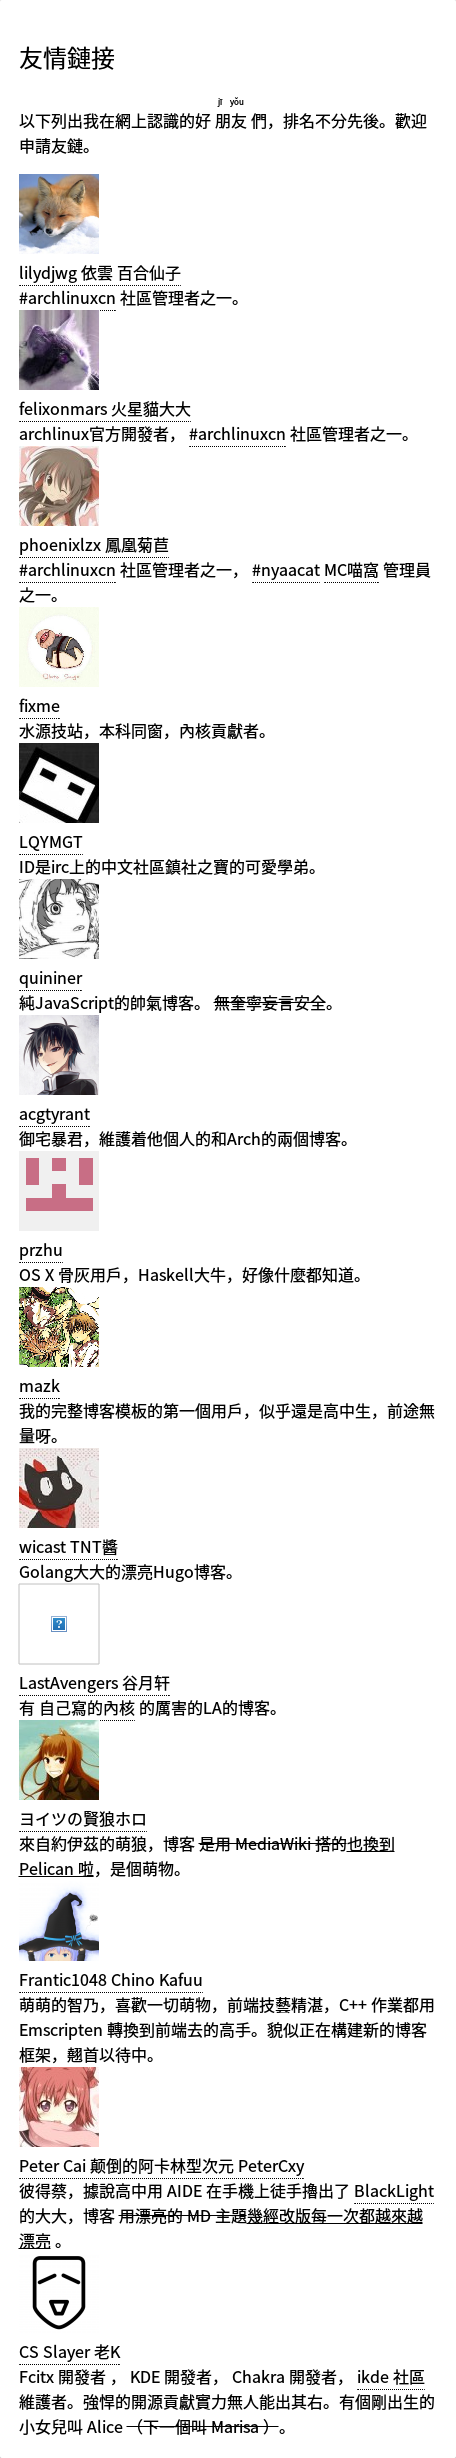 友情鏈接
jī yǒu
以下列出我在網上認識的好 朋友 們，排名不分先後。歡迎
申請友鏈。
lilydjwg 依雲 百合仙子
#archlinuxcn 社區管理者之一。
felixonmars 火星貓大大
archlinux官方開發者， #archlinuxcn 社區管理者之一。
phoenixlzx 鳳凰菊苣
#archlinuxcn 社區管理者之一， #nyaacat MC喵窩 管理員
之一。
fixme
水源技站，本科同窗，內核貢獻者。
LQYMGT
ID是irc上的中文社區鎮社之寶的可愛學弟。
quininer
純JavaScript的帥氣博客。 無奎寧妄言安全。
acgtyrant
御宅暴君，維護着他個人的和Arch的兩個博客。
przhu
OS X 骨灰用戶，Haskell大牛，好像什麼都知道。
mazk
我的完整博客模板的第一個用戶，似乎還是高中生，前途無
量呀。
wicast TNT醬
Golang大大的漂亮Hugo博客。
LastAvengers 谷月轩
有 自己寫的內核 的厲害的LA的博客。
ヨイツの賢狼ホロ
來自約伊茲的萌狼，博客 是用 MediaWiki 搭的也換到
Pelican 啦，是個萌物。
Frantic1048 Chino Kafuu
萌萌的智乃，喜歡一切萌物，前端技藝精湛，C++ 作業都用
Emscripten 轉換到前端去的高手。貌似正在構建新的博客
框架，翹首以待中。
Peter Cai 颠倒的阿卡林型次元 PeterCxy
彼得蔡，據說高中用 AIDE 在手機上徒手擼出了 BlackLight
的大大，博客 用漂亮的 MD 主題幾經改版每一次都越來越
漂亮 。
CS Slayer 老K
Fcitx 開發者 ， KDE 開發者， Chakra 開發者， ikde 社區
維護者。強悍的開源貢獻實力無人能出其右。有個剛出生的
小女兒叫 Alice （下一個叫 Marisa ）。